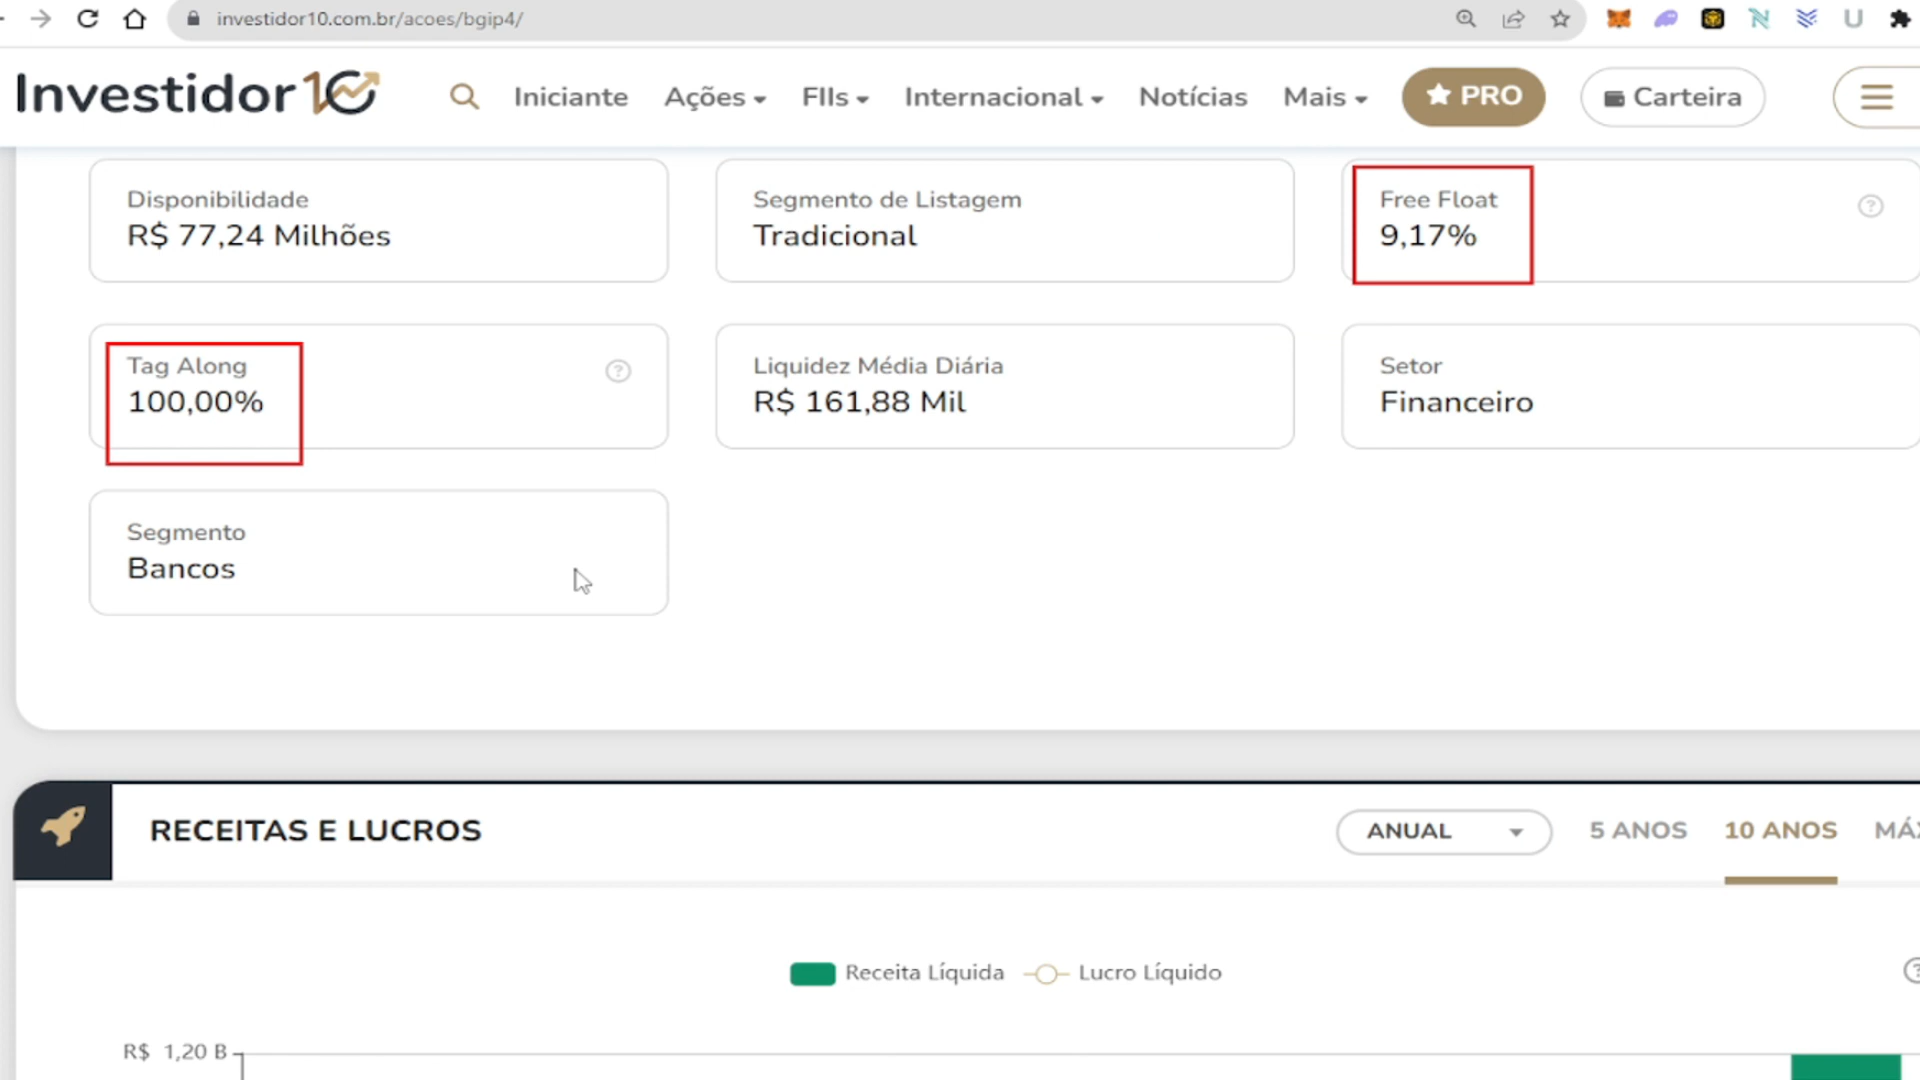 investidor10.com.br/acoes/bgip4/
Investidor 10
Iniciante
Ações
FIIs
Internacional
Notícias
Mais
PRO
Carteira
Disponibilidade
R$ 77,24 Milhões
Segmento de Listagem
Tradicional
Free Float
9,17%
Tag Along
100,00%
Liquidez Média Diária
R$ 161,88 Mil
Setor
Financeiro
Segmento
Bancos
RECEITAS E LUCROS
ANUAL
5 ANOS
10 ANOS
Receita Líquida
Lucro Líquido
R$ 1,20 B